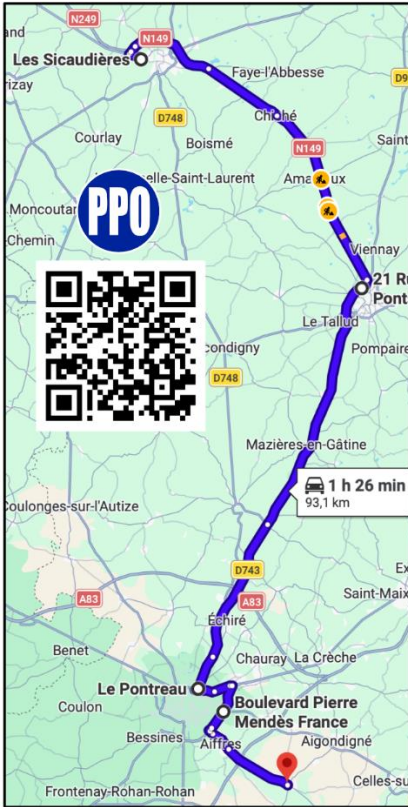 N249
and
N149
Les Sicaudières
Faye-l'Abbesse
rizay
D9
Chiché
Courlay
D748
Boismé
Saint
N149
elle-Saint-Laurent
Ama
ux
PPO
Moncoutan
Chemin
Viennay
21 Ru
Pont
Le Tallud
condigny
Pompaire
D748
Mazières-en-Gâtine
1 h 26 min
93,1 km
Coulonges-sur-l'Autize
D743
Ex
A83
A83
Saint-Maix
Échiré
Benet
Chauray
La Crèche
Le Pontreau
Coulon
Boulevard Pierre
Mendès France
Bessines
Aiffres
Aigondigné
Frontenay-Rohan-Rohan
Celles-su